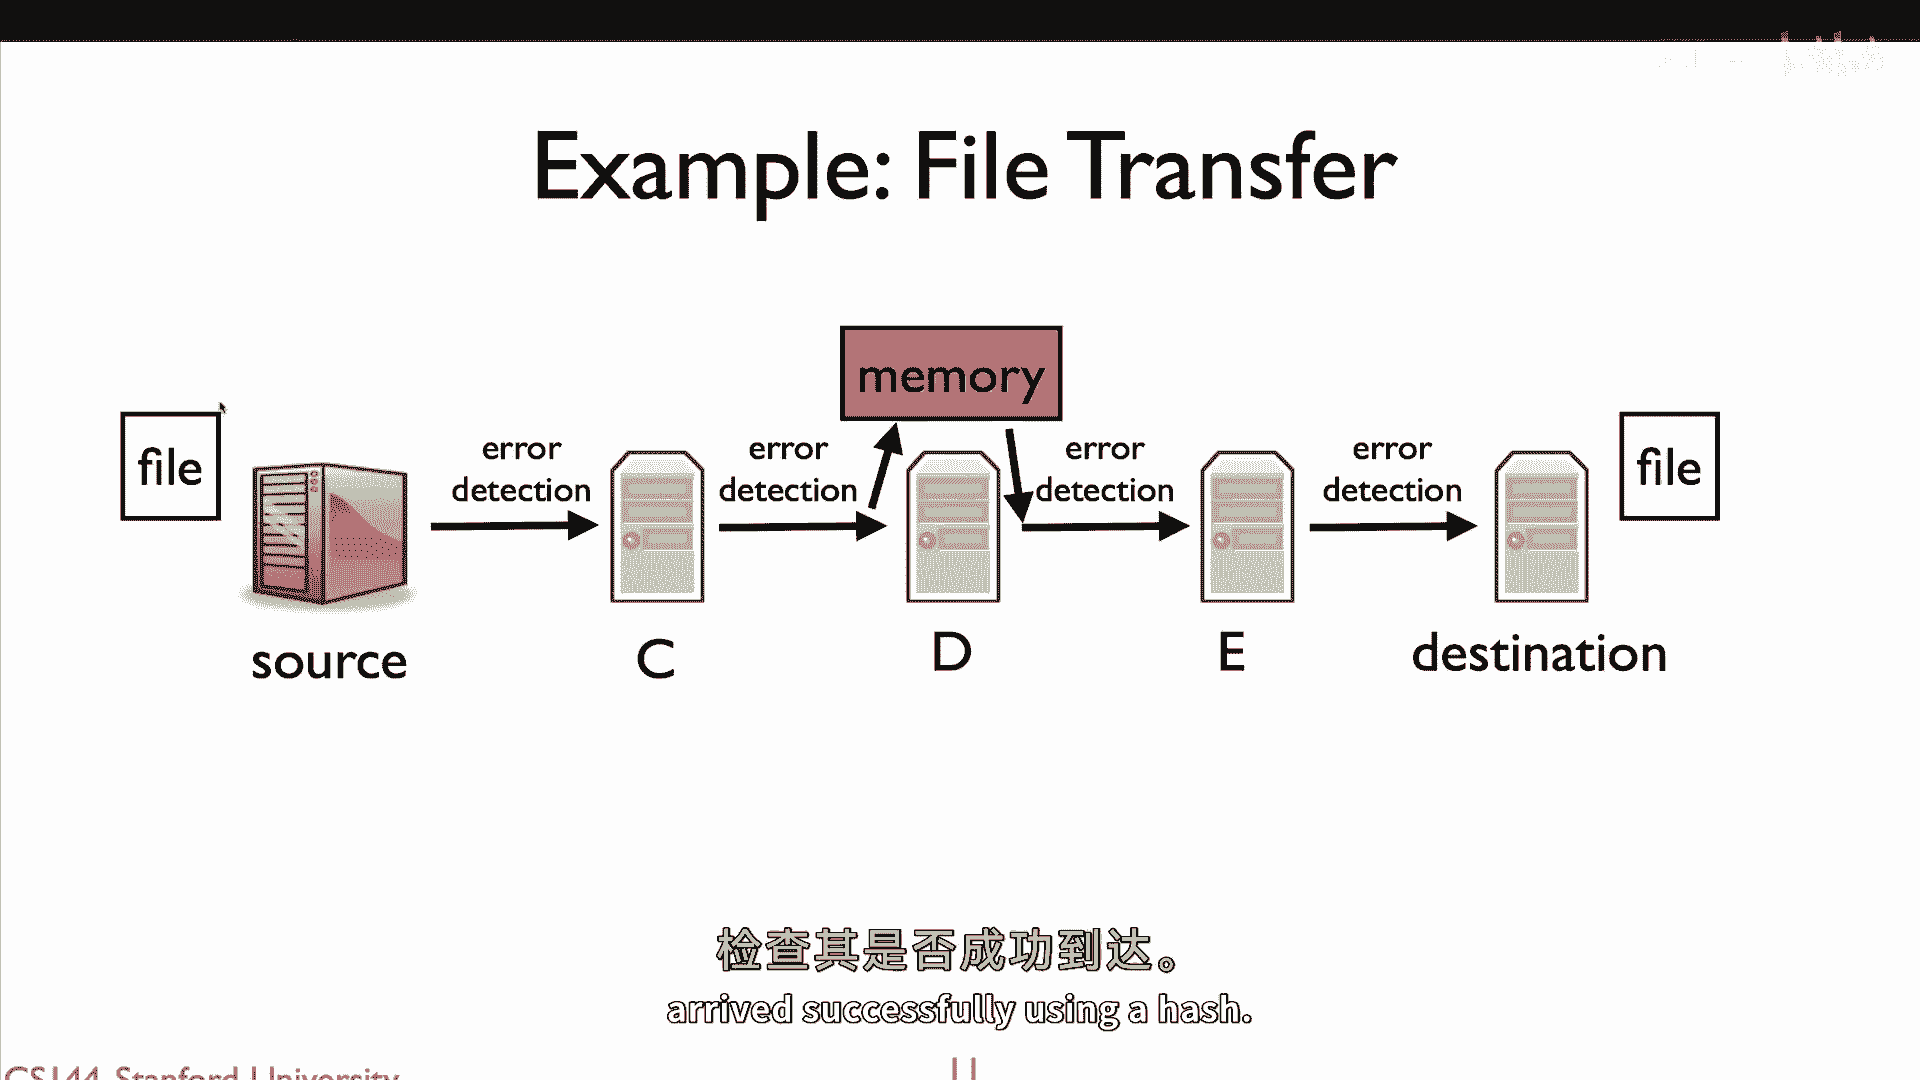 Example: File Transfer
memory
file
error
detection
error
detection
error
detection
error
detection
file
source
C
D
E
destination
检查其是否成功到达。
arrived successfully using a hash.
CS144, Stanford University
11